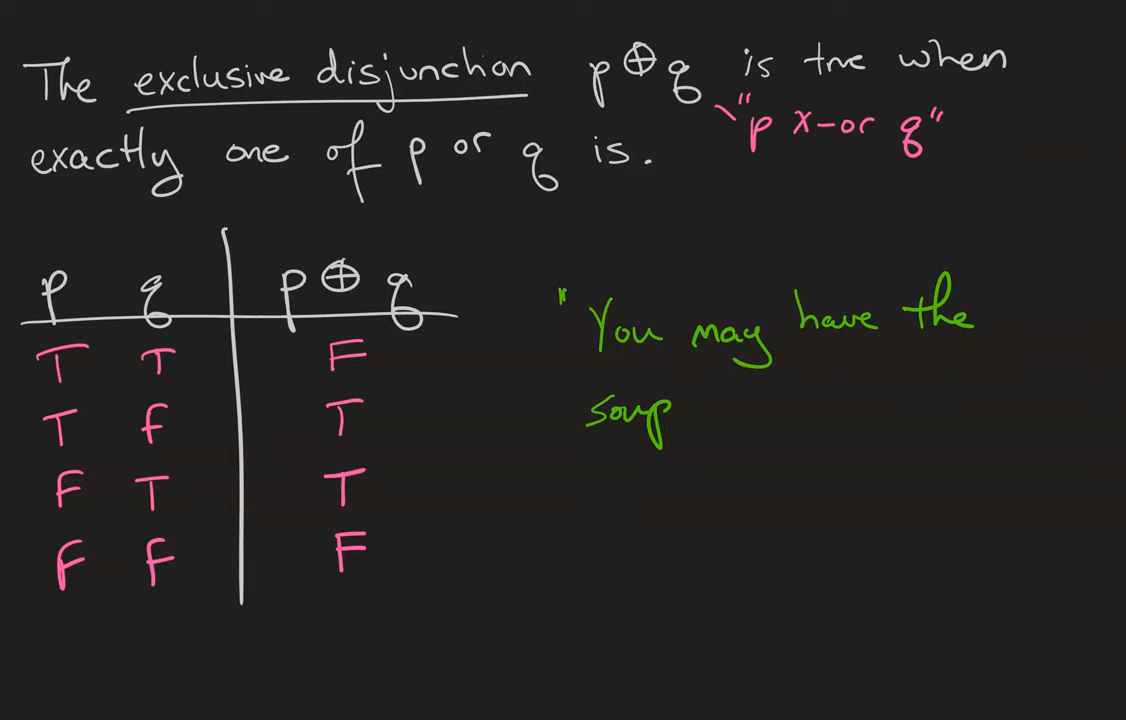 The exclusive disjunction p ⊕ q is true when
"p x-or q"
exactly one of p or q is.
p q p ⊕ q
T T F
T F T
F T T
F F F
"You may have the
soup